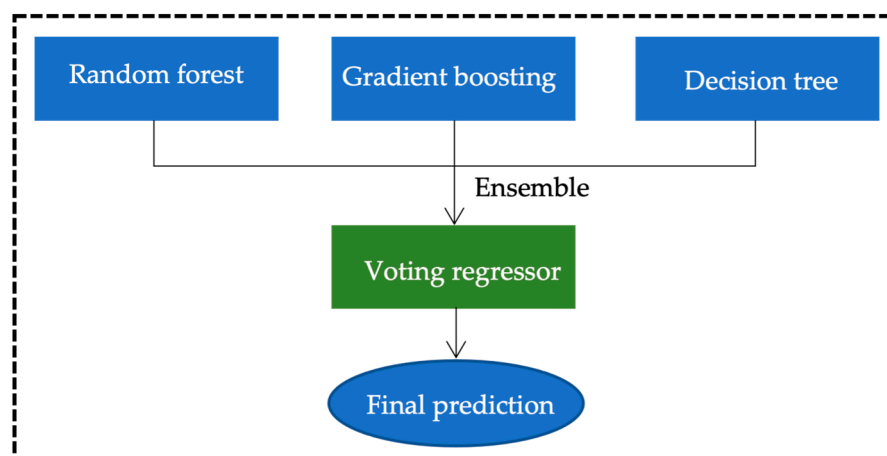 Random forest
Gradient boosting
Decision tree
Ensemble
Voting regressor
Final prediction